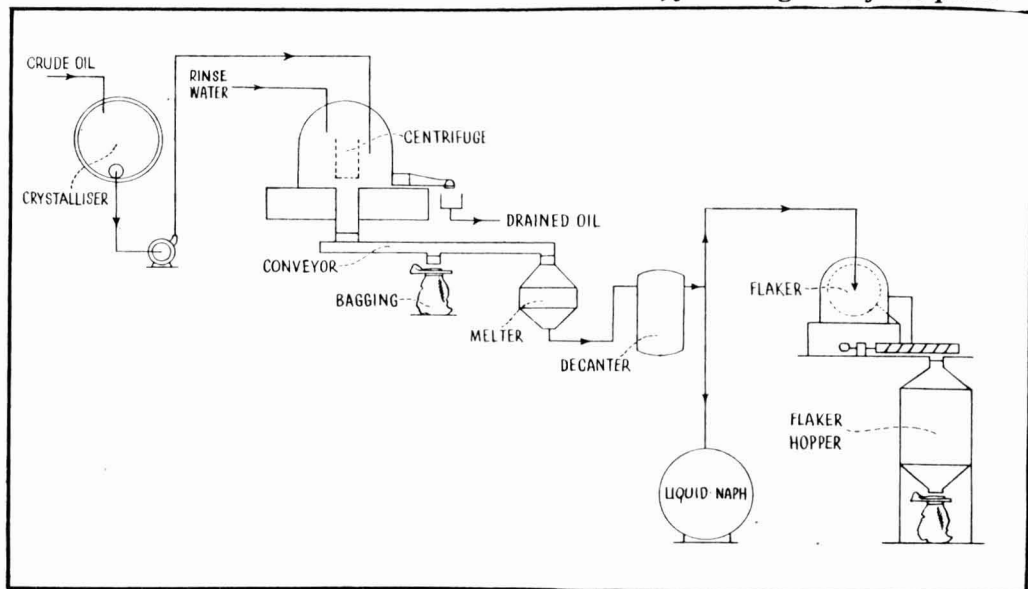 CRUDE OIL
RINSE
WATER
CENTRIFUGE
CRYSTALLISER
DRAINED OIL
CONVEYOR
BAGGING
MELTER
DECANTER
FLAKER
FLAKER
HOPPER
LIQUID NAPH